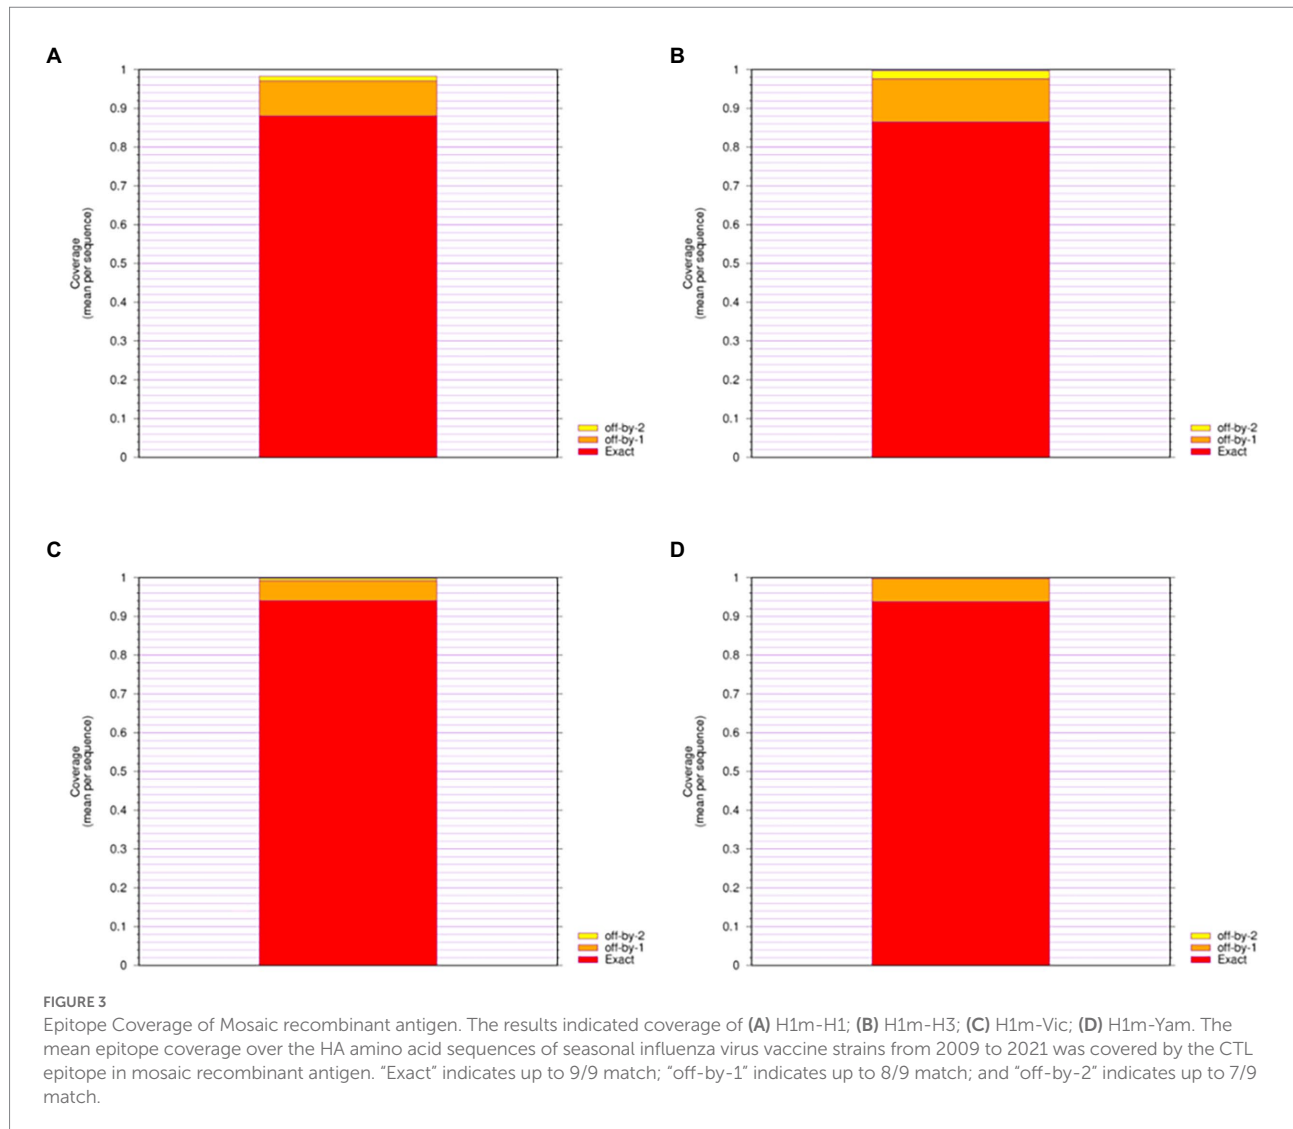 A
1
0.9
0.8
0.7
0.6
0.5
0.4
0.3
0.2
0.1
0
Coverage
(mean per sequence)
off-by-2
off-by-1
Exact
B
1
0.9
0.8
0.7
0.6
0.5
0.4
0.3
0.2
0.1
0
Coverage
(mean per sequence)
off-by-2
off-by-1
Exact
C
1
0.9
0.8
0.7
0.6
0.5
0.4
0.3
0.2
0.1
0
Coverage
(mean per sequence)
off-by-2
off-by-1
Exact
D
1
0.9
0.8
0.7
0.6
0.5
0.4
0.3
0.2
0.1
0
Coverage
(mean per sequence)
off-by-2
off-by-1
Exact
FIGURE 3
Epitope Coverage of Mosaic recombinant antigen. The results indicated coverage of (A) H1m-H1; (B) H1m-H3; (C) H1m-Vic; (D) H1m-Yam. The
mean epitope coverage over the HA amino acid sequences of seasonal influenza virus vaccine strains from 2009 to 2021 was covered by the CTL
epitope in mosaic recombinant antigen. “Exact” indicates up to 9/9 match; “off-by-1” indicates up to 8/9 match; and “off-by-2” indicates up to 7/9
match.